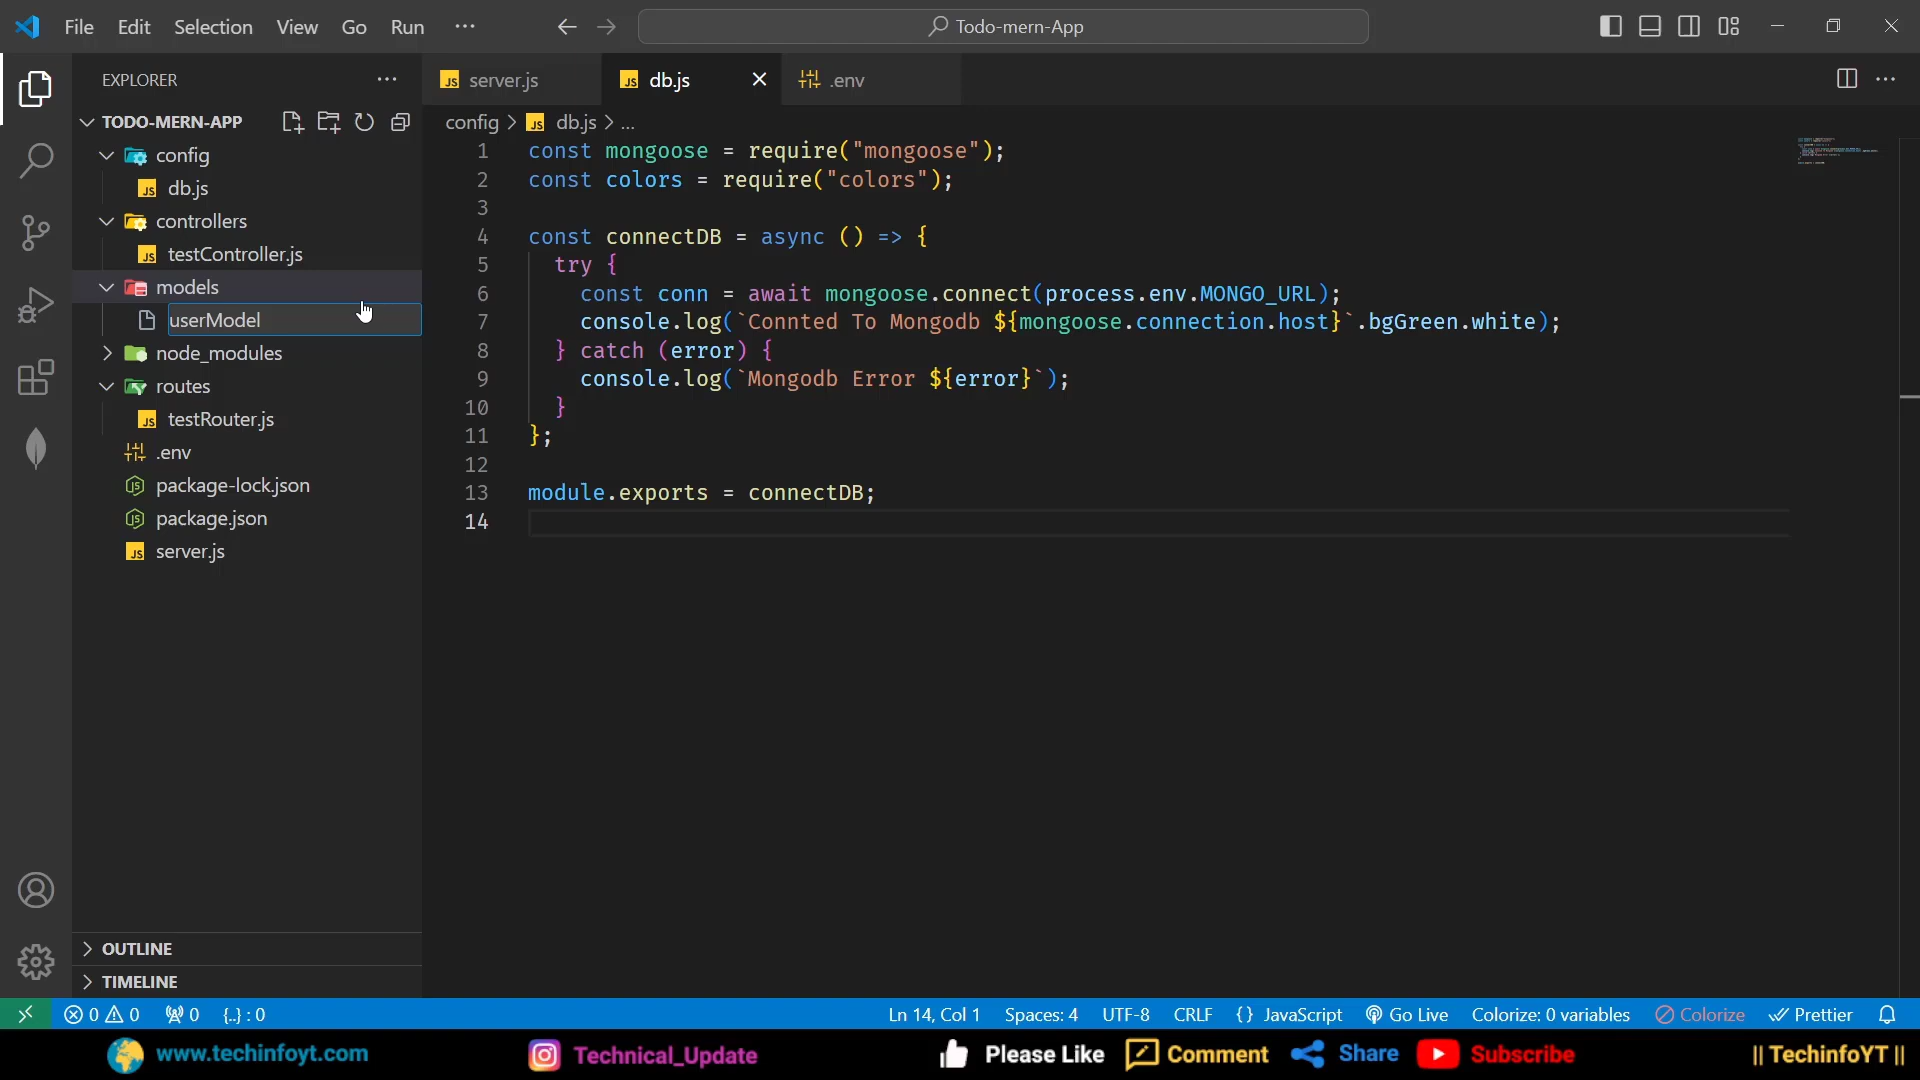 File Edit Selection View Go Run
Todo-mern-App
EXPLORER
server.js
db.js
.env
TODO-MERN-APP
config > db.js > ...
config
db.js
controllers
testController.js
models
userModel
node_modules
routes
testRouter.js
.env
package-lock.json
package.json
server.js
OUTLINE
TIMELINE
1 const mongoose = require("mongoose");
2 const colors = require("colors");
3
4 const connectDB = async () => {
5 try {
6 const conn = await mongoose.connect(process.env.MONGO_URL);
7 console.log(`Connted To Mongodb ${mongoose.connection.host}`.bgGreen.white);
8 } catch (error) {
9 console.log(`Mongodb Error ${error}`);
10 }
11 };
12
13 module.exports = connectDB;
14
0 0 0 {..} : 0 Ln 14, Col 1 Spaces: 4 UTF-8 CRLF {} JavaScript Go Live Colorize: 0 variables Colorize Prettier
www.techinfoyt.com Technical_Update Please Like Comment Share Subscribe || TechinfoYT ||